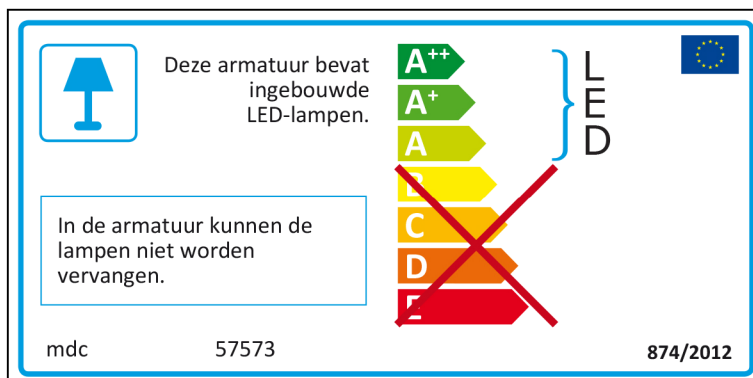 Deze armatuur bevat
ingebouwde
LED-lampen.
A++
A+
A
B
C
D
E
L
E
D
In de armatuur kunnen de
lampen niet worden
vervangen.
mdc 57573
874/2012